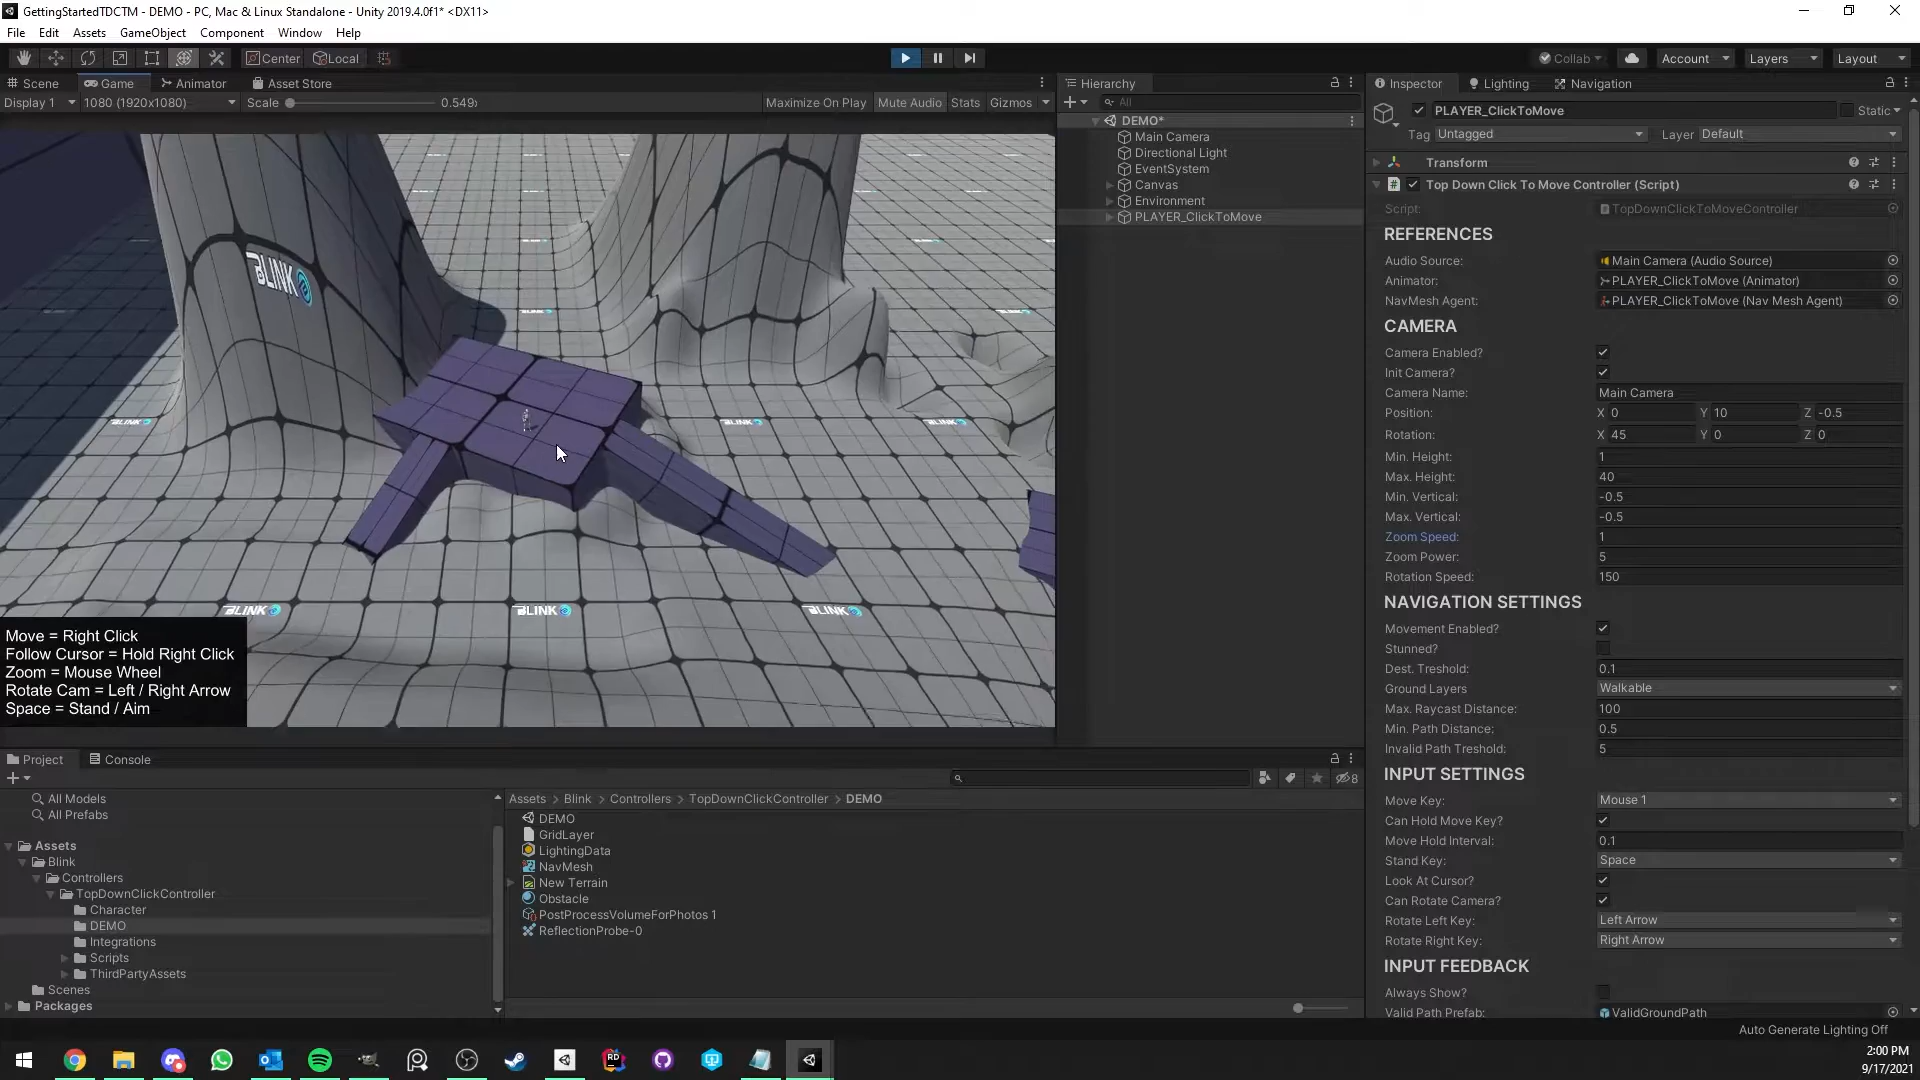 GettingStartedTDCTM - DEMO - PC, Mac & Linux Standalone - Unity 2019.4.0f1* <DX11>
File Edit Assets GameObject Component Window Help
Center Local Collab Account Layers Layout
Scene Game Animator Asset Store
Display 1 1080 (1920x1080) Scale 0.549x Maximize On Play Mute Audio Stats Gizmos
BLINK
BLINK
BLINK
BLINK
BLINK
BLINK
BLINK
BLINK
BLINK
Move = Right Click
Follow Cursor = Hold Right Click
Zoom = Mouse Wheel
Rotate Cam = Left / Right Arrow
Space = Stand / Aim
Hierarchy
All
DEMO*
Main Camera
Directional Light
EventSystem
Canvas
Environment
PLAYER_ClickToMove
Inspector Lighting Navigation
PLAYER_ClickToMove Static
Tag Untagged Layer Default
Transform
# Top Down Click To Move Controller (Script)
Script: TopDownClickToMoveController
REFERENCES
Audio Source: Main Camera (Audio Source)
Animator: PLAYER_ClickToMove (Animator)
NavMesh Agent: PLAYER_ClickToMove (Nav Mesh Agent)
CAMERA
Camera Enabled?
Init Camera?
Camera Name: Main Camera
Position: X 0 Y 10 Z -0.5
Rotation: X 45 Y 0 Z 0
Min. Height: 1
Max. Height: 40
Min. Vertical: -0.5
Max. Vertical: -0.5
Zoom Speed: 1
Zoom Power: 5
Rotation Speed: 150
NAVIGATION SETTINGS
Movement Enabled?
Stunned?
Dest. Treshold: 0.1
Ground Layers Walkable
Max. Raycast Distance: 100
Min. Path Distance: 0.5
Invalid Path Treshold: 5
INPUT SETTINGS
Move Key: Mouse 1
Can Hold Move Key?
Move Hold Interval: 0.1
Stand Key: Space
Look At Cursor?
Can Rotate Camera?
Rotate Left Key: Left Arrow
Rotate Right Key: Right Arrow
INPUT FEEDBACK
Always Show?
Valid Path Prefab: ValidGroundPath
Auto Generate Lighting Off
Project Console
8
All Models
All Prefabs
Assets
Blink
Controllers
TopDownClickController
Character
DEMO
Integrations
Scripts
ThirdPartyAssets
Scenes
Packages
Assets > Blink > Controllers > TopDownClickController > DEMO
DEMO
GridLayer
LightingData
NavMesh
New Terrain
Obstacle
PostProcessVolumeForPhotos 1
ReflectionProbe-0
RD
2:00 PM
9/17/2021